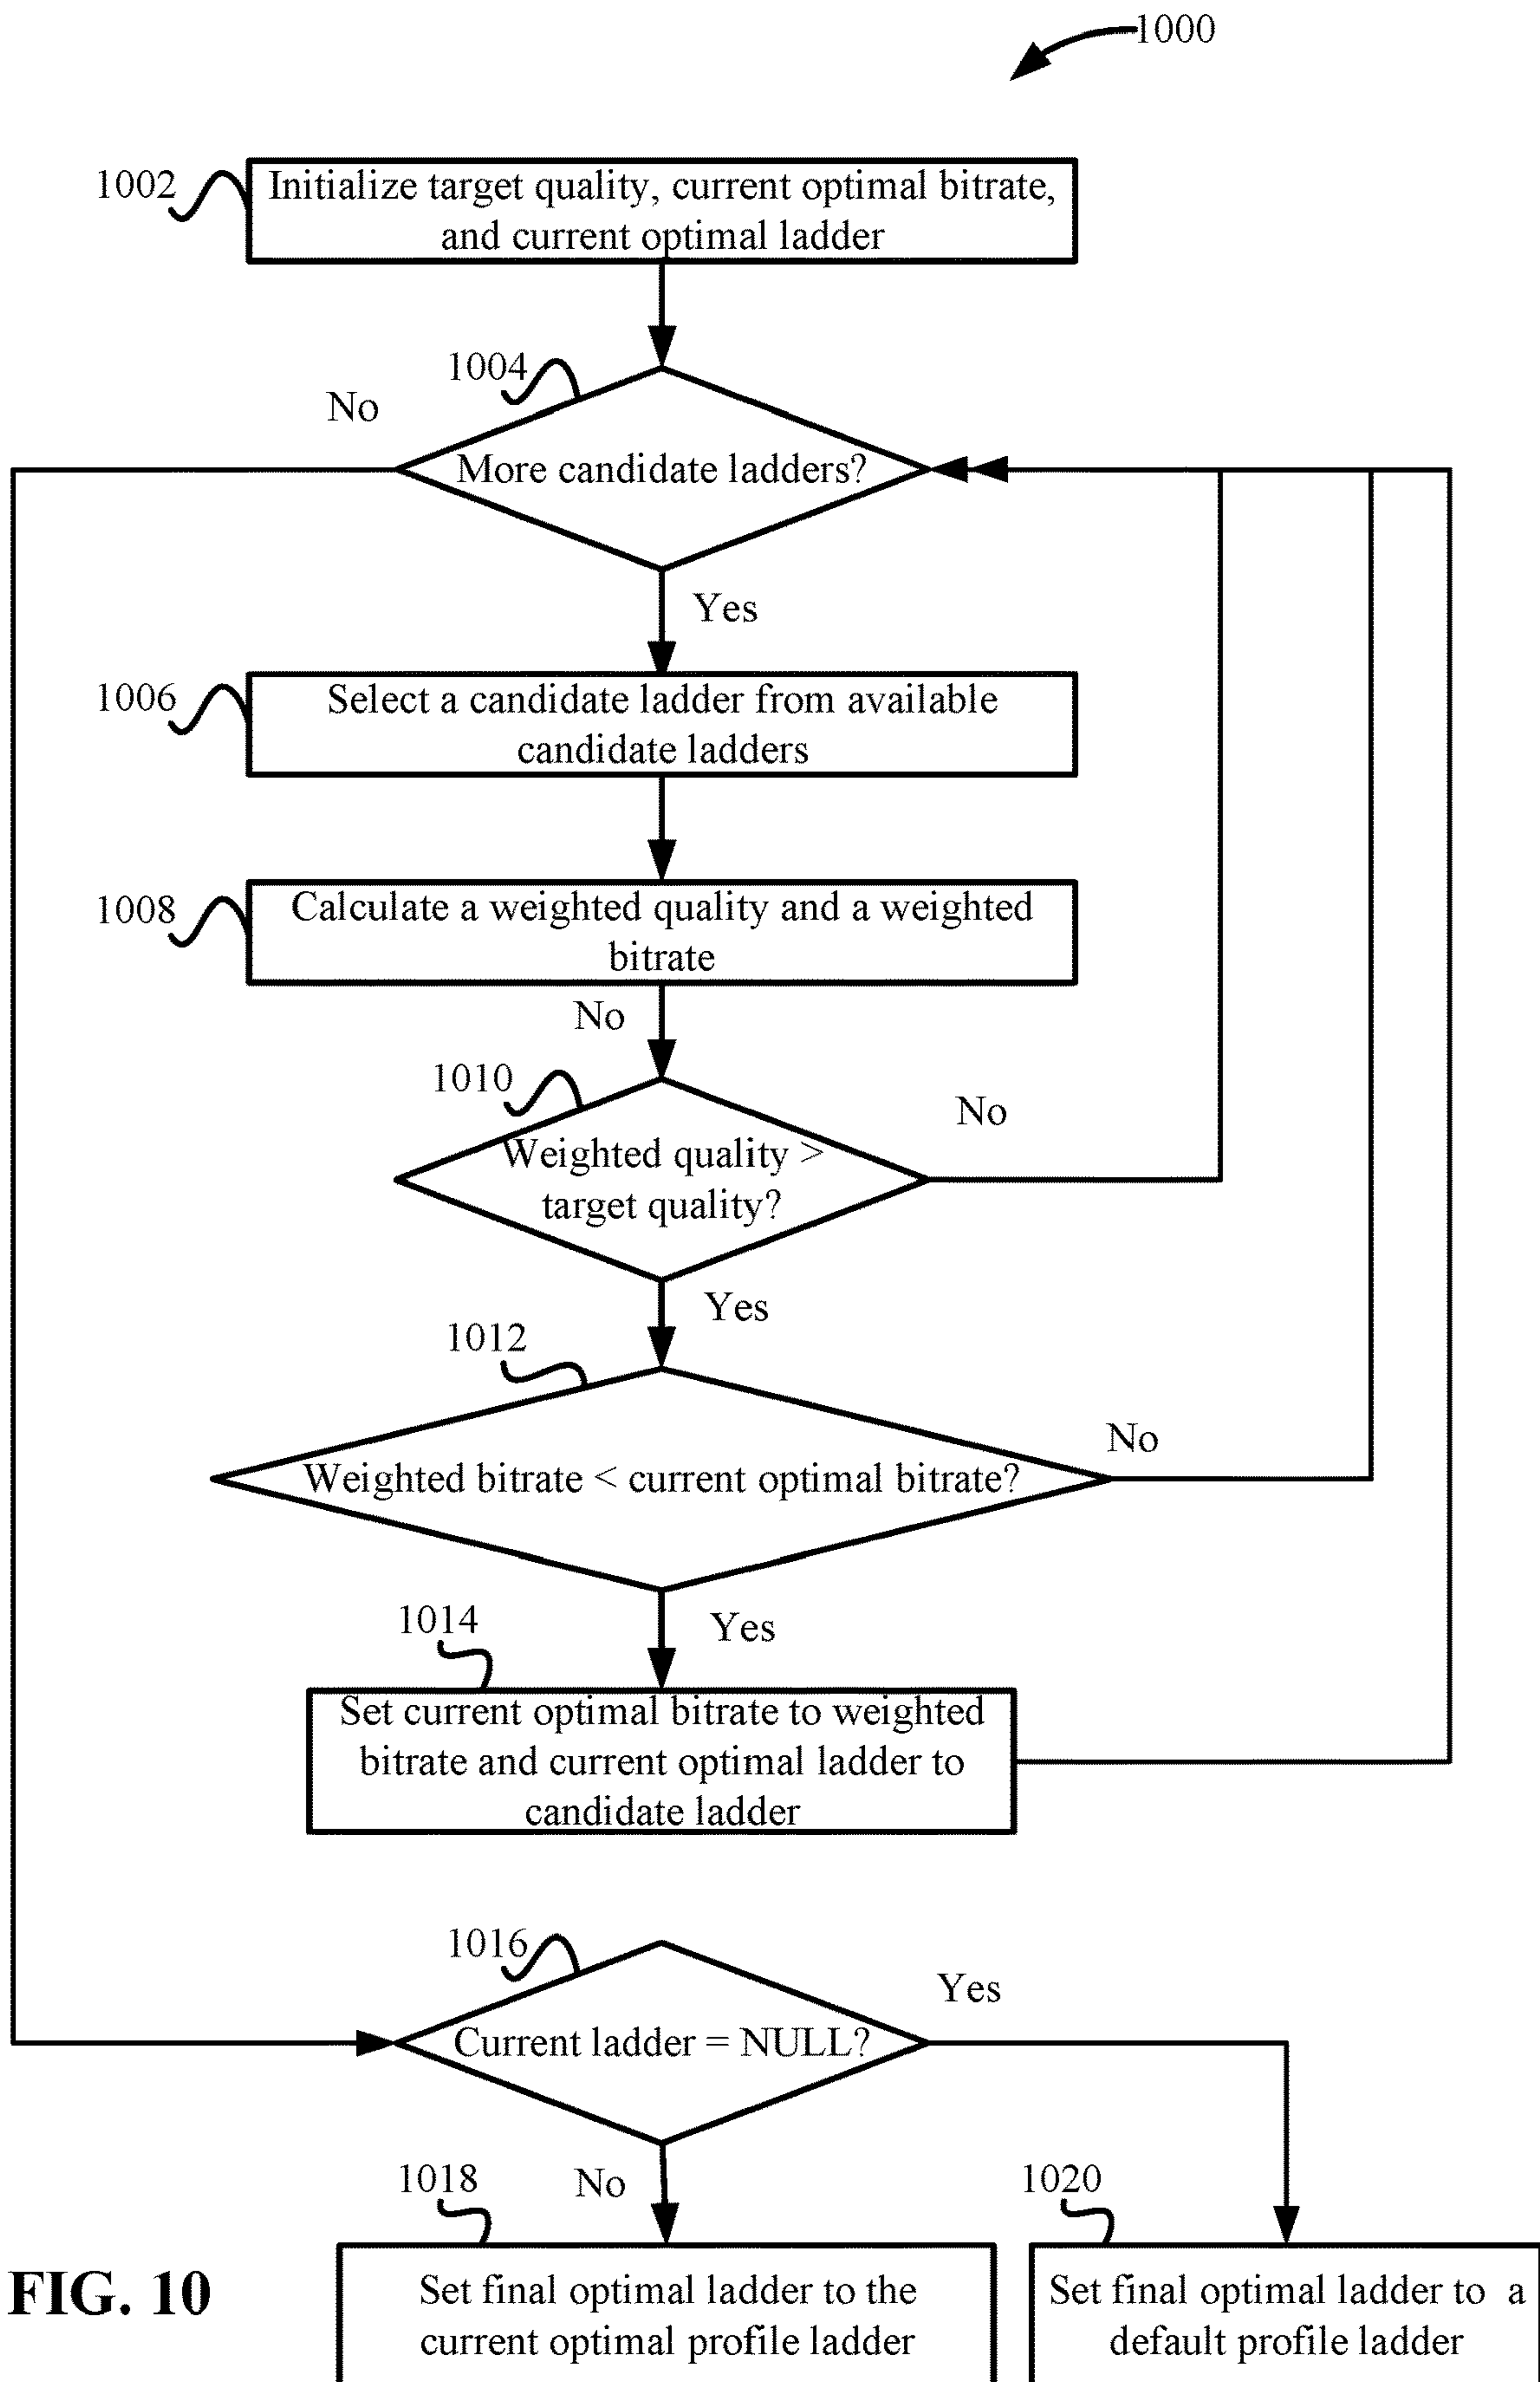 1000
1002
Initialize target quality, current optimal bitrate,
and current optimal ladder
1004
No
More candidate ladders?
Yes
1006
Select a candidate ladder from available
candidate ladders
1008
Calculate a weighted quality and a weighted
bitrate
No
1010
No
Weighted quality >
target quality?
Yes
1012
No
Weighted bitrate < current optimal bitrate?
1014
Yes
Set current optimal bitrate to weighted
bitrate and current optimal ladder to
candidate ladder
1016
Yes
Current ladder = NULL?
1018
No
1020
FIG. 10
Set final optimal ladder to the
current optimal profile ladder
Set final optimal ladder to a
default profile ladder